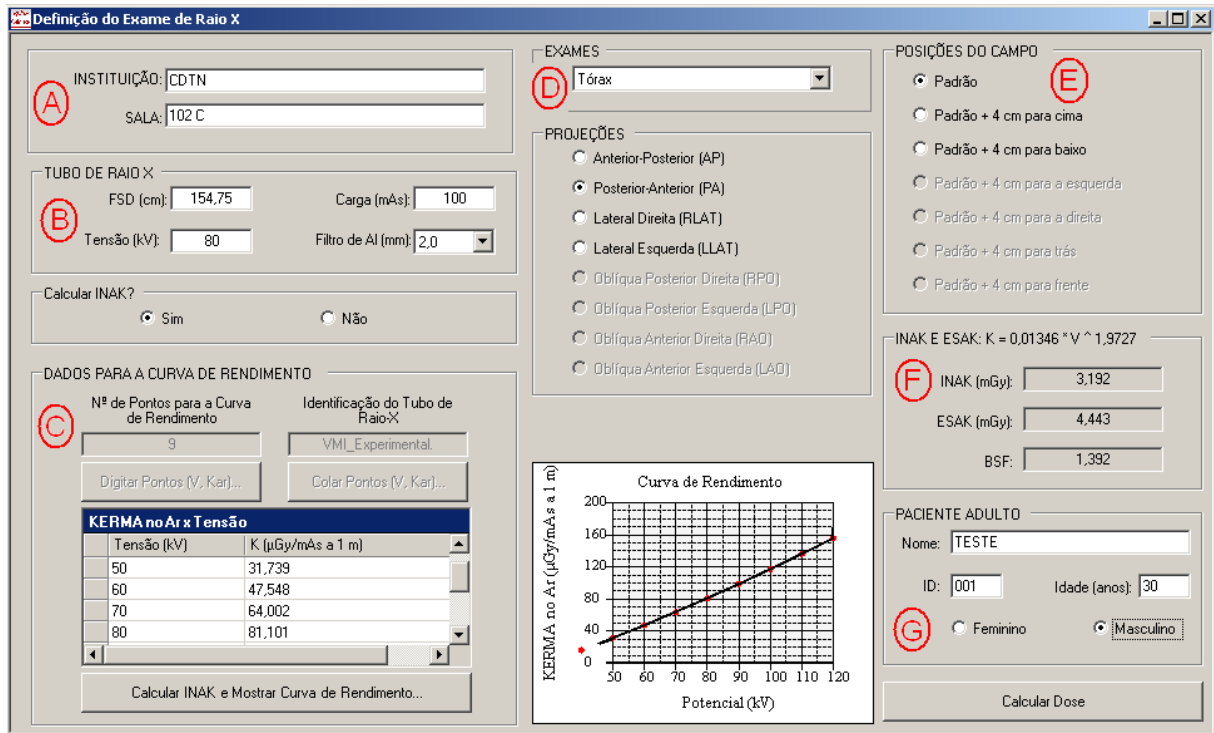 Definição do Exame de Raio X
A
INSTITUIÇÃO: CDTN
SALA: 102 C
TUBO DE RAIO X
B
FSD (cm): 154,75 Carga (mAs): 100
Tensão (kV): 80 Filtro de Al (mm): 2,0
Calcular INAK?
Sim Não
DADOS PARA A CURVA DE RENDIMENTO
C
Nº de Pontos para a Curva de Rendimento
9
Identificação do Tubo de Raio-X
VMI_Experimental.
Digitar Pontos (V, Kar)... Colar Pontos (V, Kar)...
KERMA no Ar x Tensão
Tensão (kV) K (µGy/mAs a 1 m)
50 31,739
60 47,548
70 64,002
80 81,101
Calcular INAK e Mostrar Curva de Rendimento...
EXAMES
D
Tórax
PROJEÇÕES
Anterior-Posterior (AP)
Posterior-Anterior (PA)
Lateral Direita (RLAT)
Lateral Esquerda (LLAT)
Oblíqua Posterior Direita (RPO)
Oblíqua Posterior Esquerda (LPO)
Oblíqua Anterior Direita (RAO)
Oblíqua Anterior Esquerda (LAO)
Curva de Rendimento
KERMA no Ar (µGy/mAs a 1 m)
200
160
120
80
40
0
50 60 70 80 90 100 110 120
Potencial (kV)
POSIÇÕES DO CAMPO
E
Padrão
Padrão + 4 cm para cima
Padrão + 4 cm para baixo
Padrão + 4 cm para a esquerda
Padrão + 4 cm para a direita
Padrão + 4 cm para trás
Padrão + 4 cm para frente
INAK E ESAK: K = 0,01346 * V ^ 1,9727
F
INAK (mGy): 3,192
ESAK (mGy): 4,443
BSF: 1,392
PACIENTE ADULTO
Nome: TESTE
ID: 001 Idade (anos): 30
G
Feminino Masculino
Calcular Dose